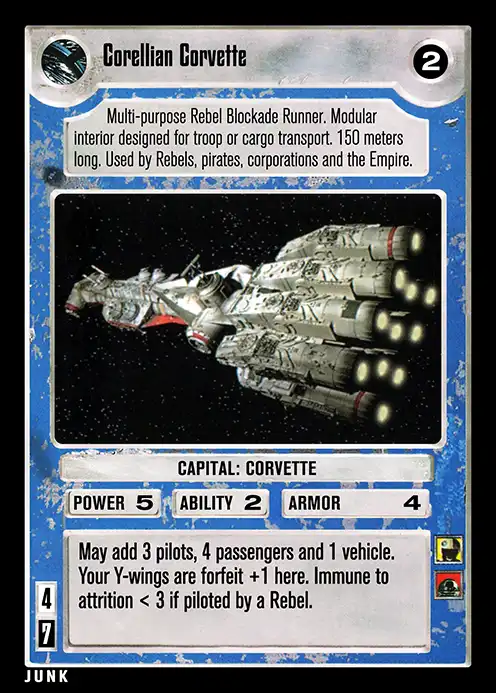 Corellian Corvette
2
Multi-purpose Rebel Blockade Runner. Modular
interior designed for troop or cargo transport. 150 meters
long. Used by Rebels, pirates, corporations and the Empire.
CAPITAL: CORVETTE
POWER 5 ABILITY 2 ARMOR 4
May add 3 pilots, 4 passengers and 1 vehicle.
Your Y-wings are forfeit +1 here. Immune to
attrition < 3 if piloted by a Rebel.
4
7
JUNK